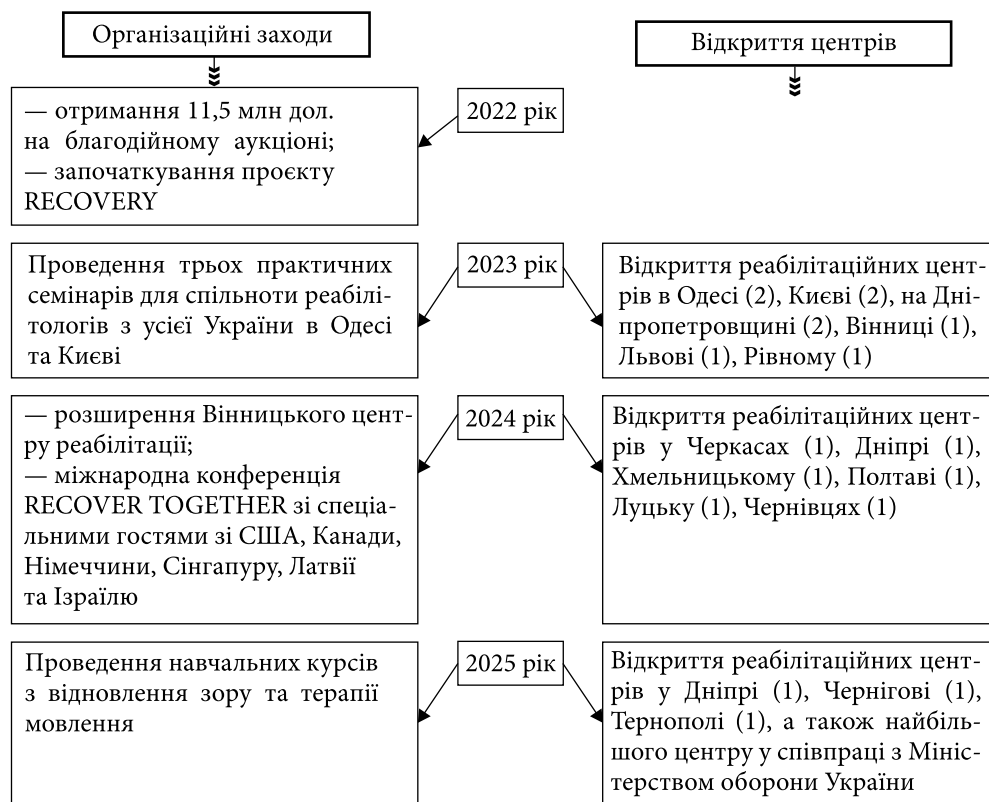 Організаційні заходи
Відкриття центрів
— отримання 11,5 млн дол.
на благодійному аукціоні;
— започаткування проєкту
RECOVERY
2022 рік
Проведення трьох практичних
семінарів для спільноти реабілі-
тологів з усієї України в Одесі
та Києві
2023 рік
Відкриття реабілітаційних цент-
рів в Одесі (2), Києві (2), на Дні-
пропетровщині (2), Вінниці (1),
Львові (1), Рівному (1)
— розширення Вінницького цент-
ру реабілітації;
— міжнародна конференція
RECOVER TOGETHER зі спеці-
альними гостями зі США, Канади,
Німеччини, Сінгапуру, Латвії
та Ізраїлю
2024 рік
Відкриття реабілітаційних цент-
рів у Черкасах (1), Дніпрі (1),
Хмельницькому (1), Полтаві (1),
Луцьку (1), Чернівцях (1)
Проведення навчальних курсів
з відновлення зору та терапії
мовлення
2025 рік
Відкриття реабілітаційних цент-
рів у Дніпрі (1), Чернігові (1),
Тернополі (1), а також найбіль-
шого центру у співпраці з Мініс-
терством оборони України